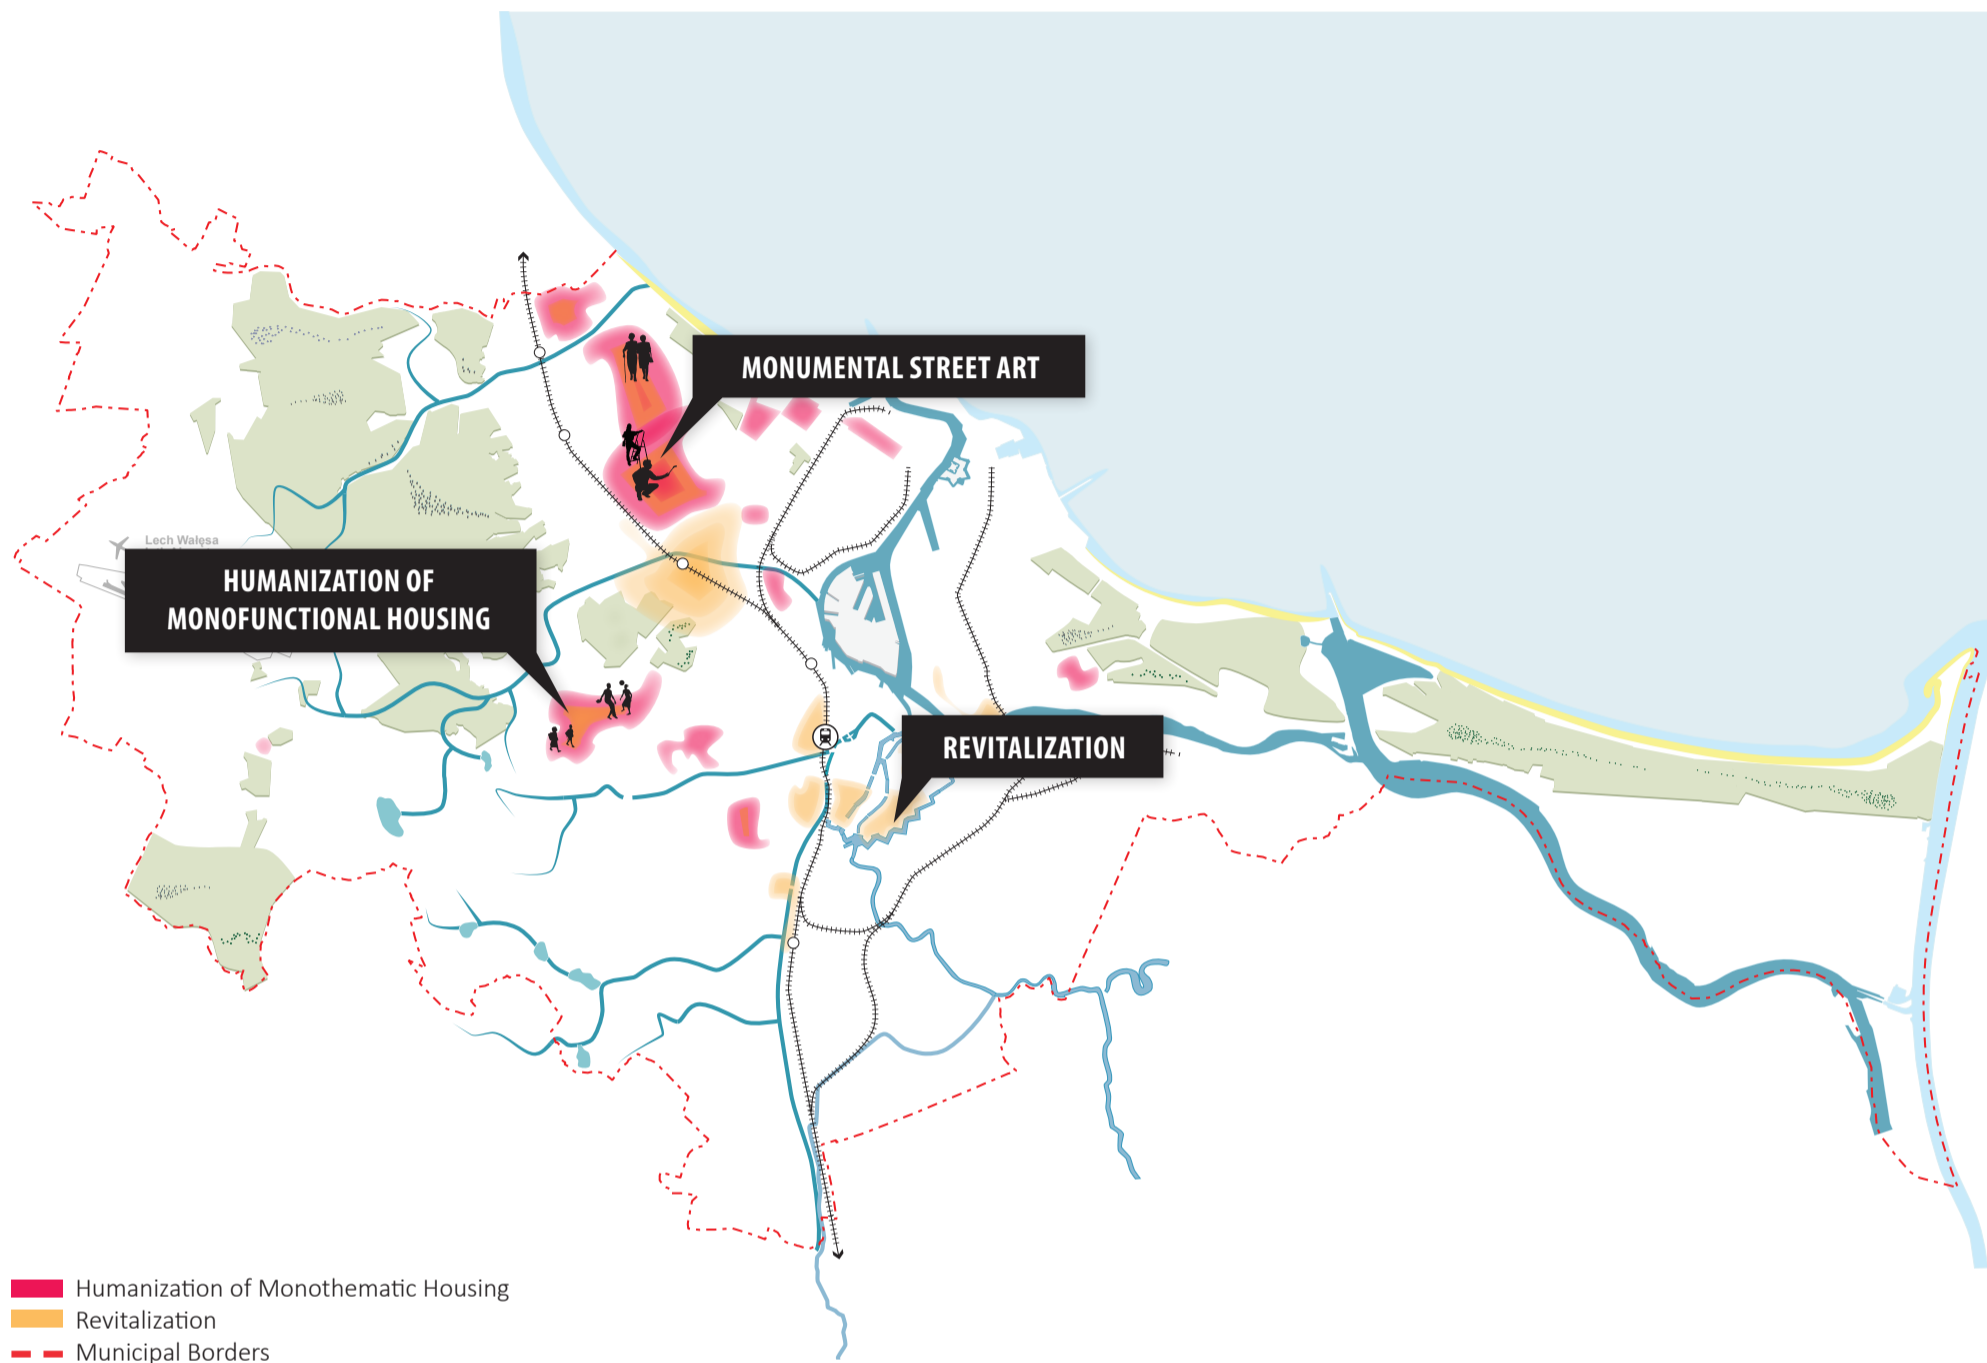 MONUMENTAL STREET ART
Lech Wałęsa
HUMANIZATION OF
MONOFUNCTIONAL HOUSING
REVITALIZATION
Humanization of Monothematic Housing
Revitalization
Municipal Borders